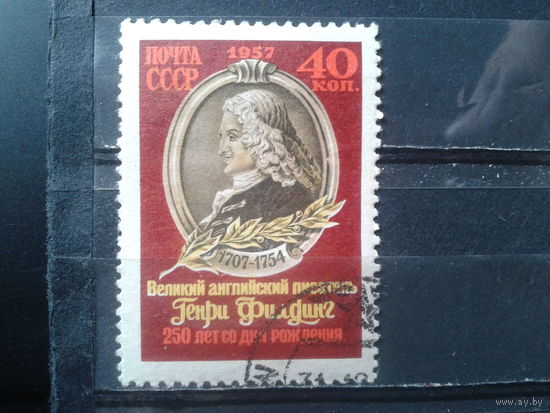 ПОЧТА 1957 40
СССР КОП.
1707-1754
Великий английский писатель
Генри Филдинг
250 лет со дня рождения
www.ay.by